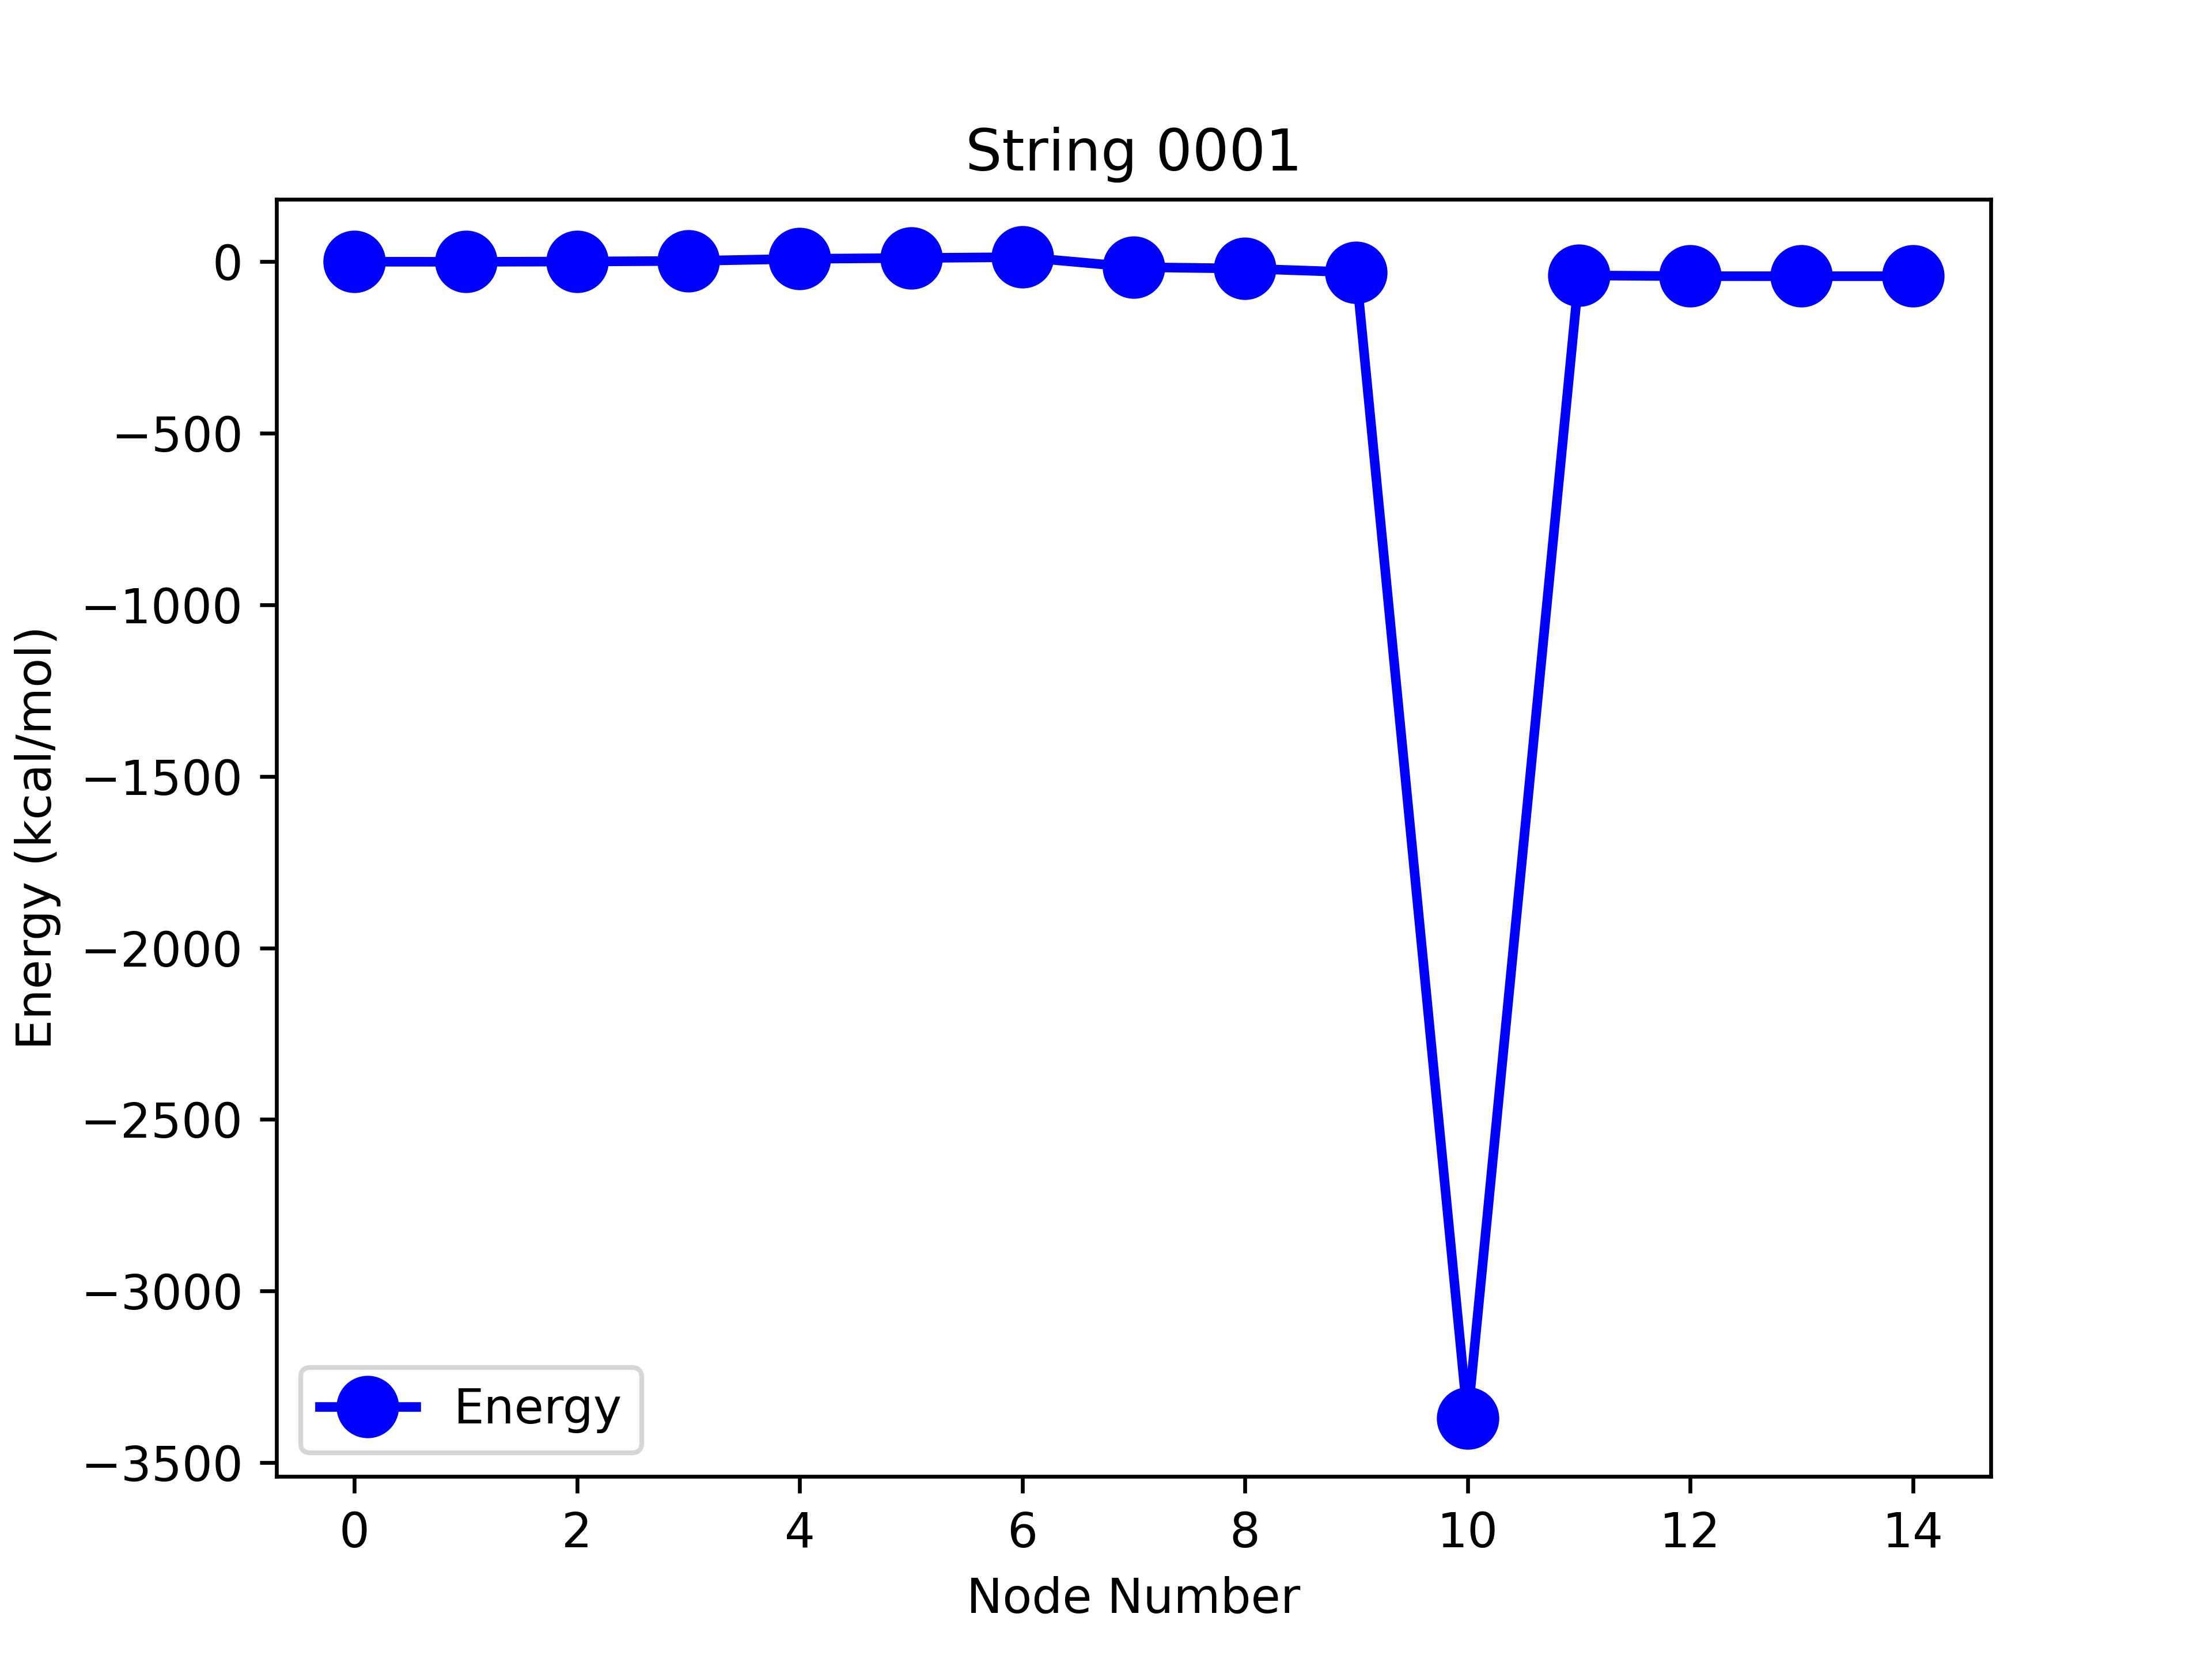 String 0001
0
−500
−1000
−1500
−2000
−2500
−3000
−3500
Energy (kcal/mol)
Energy
0 2 4 6 8 10 12 14
Node Number